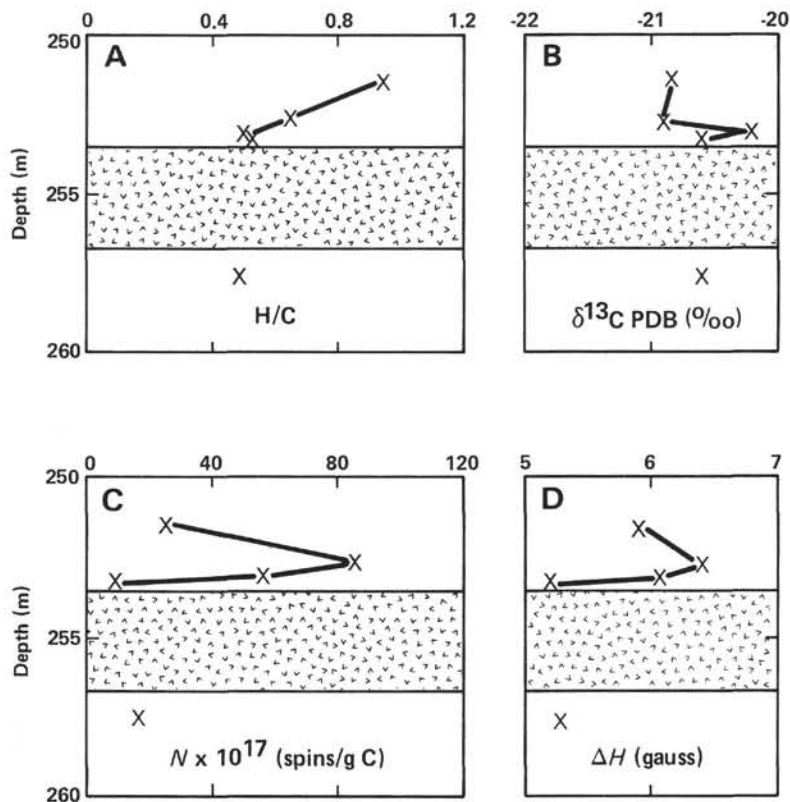 0 0.4 0.8 1.2
-22 -21 -20
250
A
B
Depth (m)
255
260
H/C
δ13C PDB (‰)
0 40 80 120
5 6 7
250
C
D
Depth (m)
255
260
N x 10^17 (spins/g C)
ΔH (gauss)